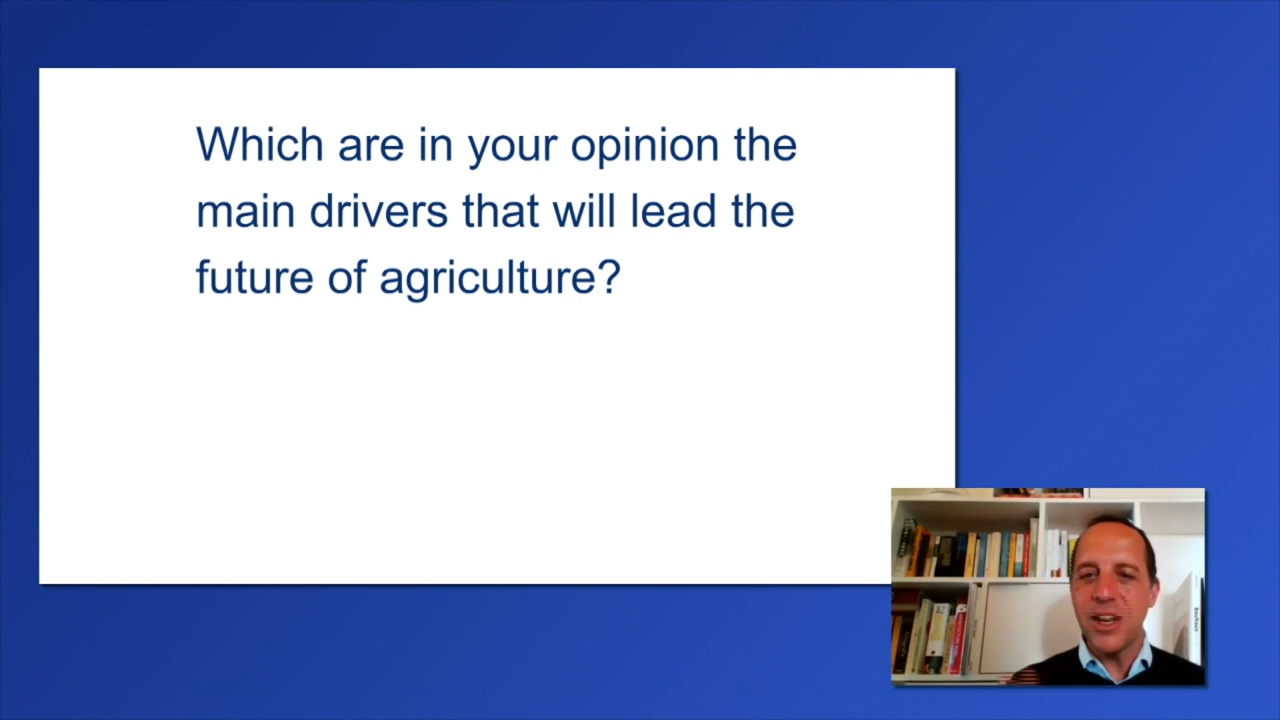 Which are in your opinion the
main drivers that will lead the
future of agriculture?